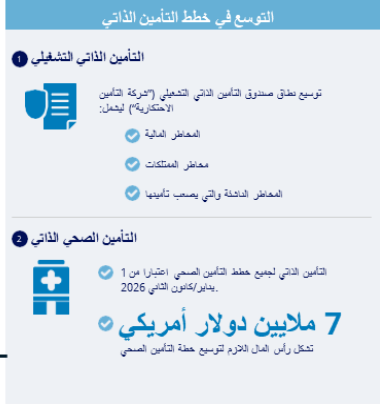 التوسع في خطط التأمين الذاتي
1 التأمين الذاتي التشغيلي
توسيع نطاق صندوق التأمين الذاتي التشغيلي ("شركة التأمين
الاحتكارية") ليشمل:
المخاطر المالية
مخاطر الممتلكات
المخاطر الناشئة والتي يصعب تأمينها
2 التأمين الصحي الذاتي
التأمين الذاتي لجميع خطط التأمين الصحي اعتبارا من 1
يناير/كانون الثاني 2026.
7 ملايين دولار أمريكي
تشكل رأس المال اللازم لتوسيع خطة التأمين الصحي